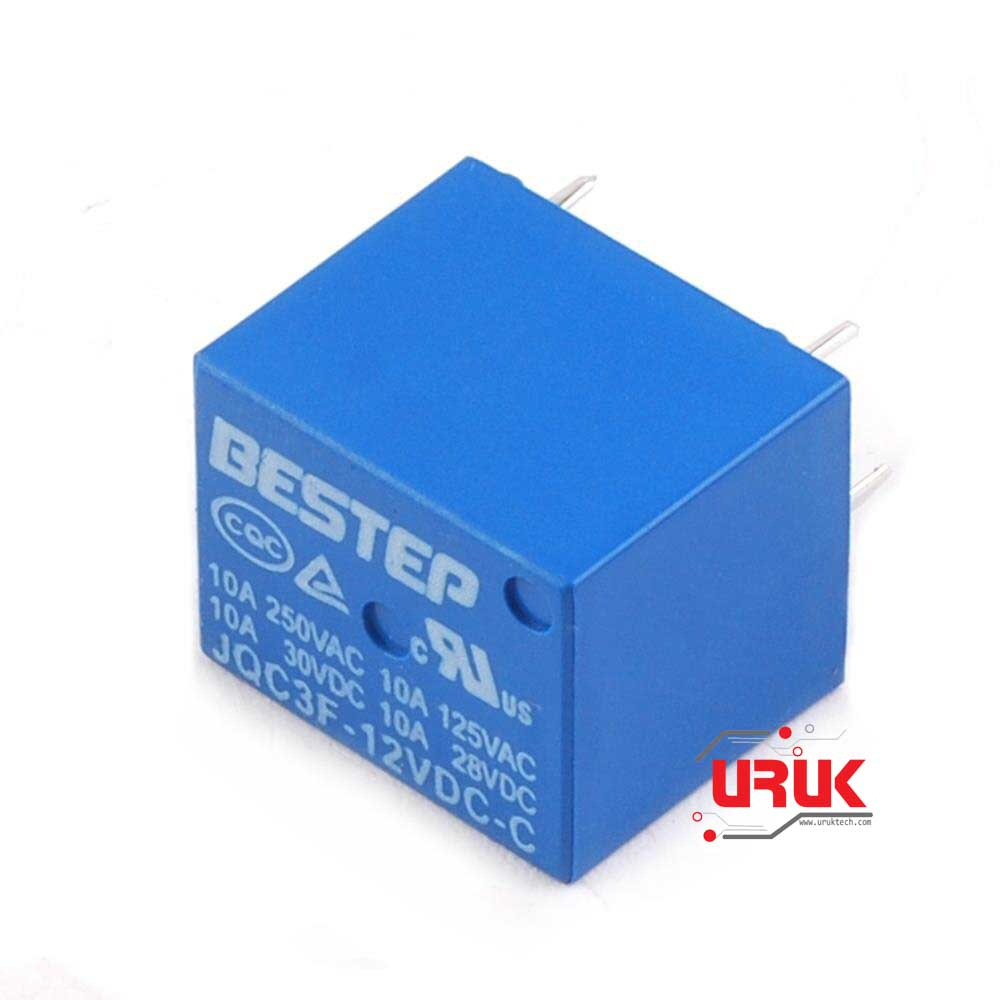 BESTEP
CQC
10A 250VAC 10A 125VAC
10A 30VDC 10A 28VDC
c US
JQC3F-12VDC-C
URUK
www.uruktech.com